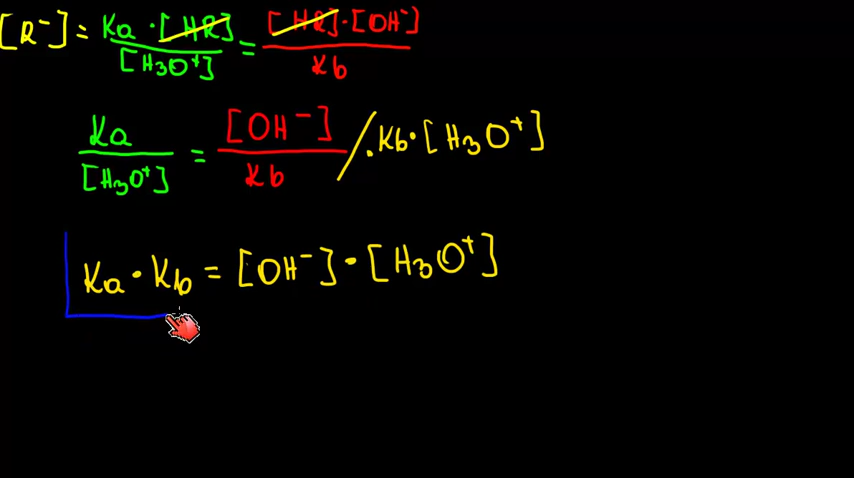 [R⁻] = Ka · [HR] / [H₃O⁺] = [HR] · [OH⁻] / Kb
Ka / [H₃O⁺] = [OH⁻] / Kb /· Kb · [H₃O⁺]
Ka · Kb = [OH⁻] · [H₃O⁺]